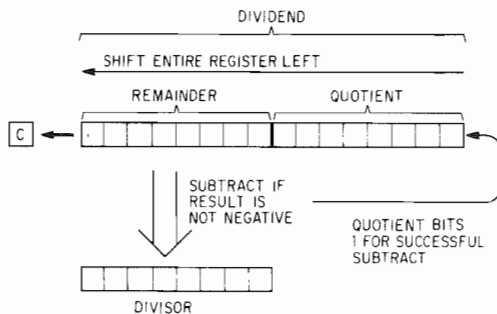 DIVIDEND
SHIFT ENTIRE REGISTER LEFT
REMAINDER
QUOTIENT
C
SUBTRACT IF
RESULT IS
NOT NEGATIVE
QUOTIENT BITS
1 FOR SUCCESSFUL
SUBTRACT
DIVISOR